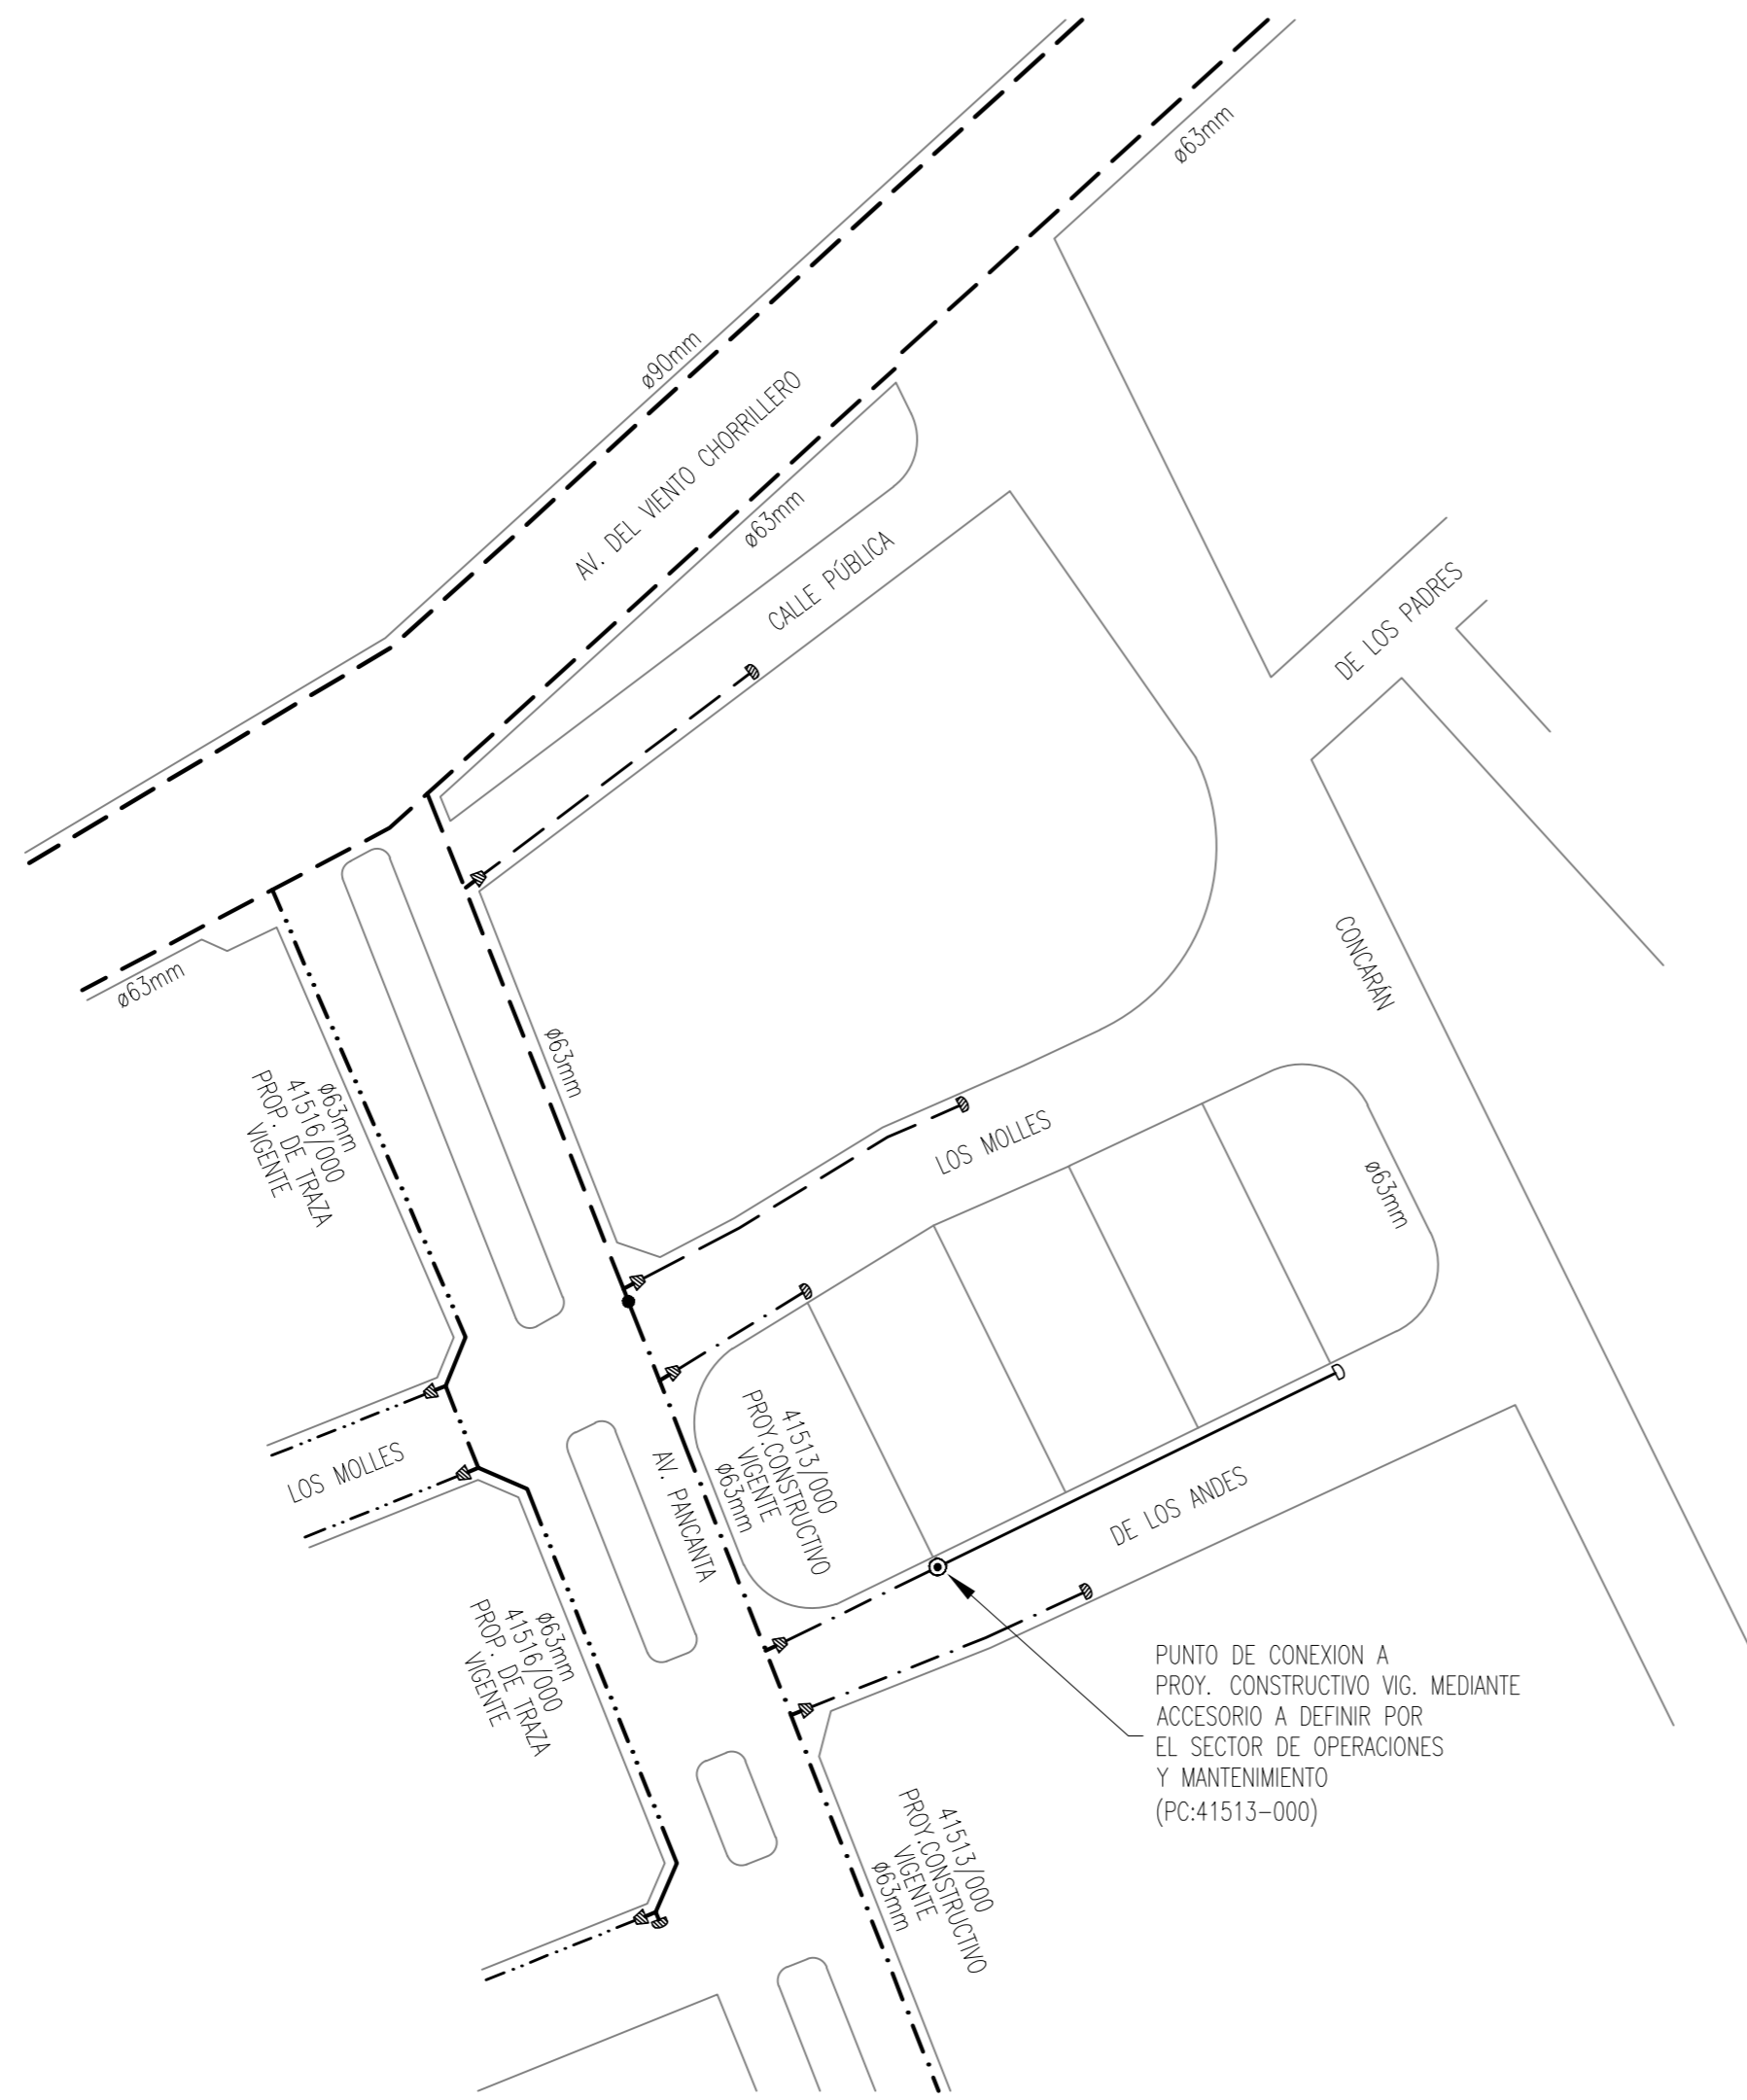 ø63mm
ø90mm
AV. DEL VIENTO CHORRILLERO
ø63mm
CALLE PÚBLICA
DE LOS PADRES
ø63mm
CONCARÁN
ø63mm
ø63mm
41516/000
PROP. DE TRAZA
VIGENTE
LOS MOLLES
ø63mm
41513/000
PROY.CONSTRUCTIVO
VIGENTE
ø63mm
AV. PANCANTA
LOS MOLLES
DE LOS ANDES
ø63mm
41516/000
PROP. DE TRAZA
VIGENTE
PUNTO DE CONEXION A
PROY. CONSTRUCTIVO VIG. MEDIANTE
ACCESORIO A DEFINIR POR
EL SECTOR DE OPERACIONES
Y MANTENIMIENTO
(PC:41513-000)
41513/000
PROY.CONSTRUCTIVO
VIGENTE
ø63mm